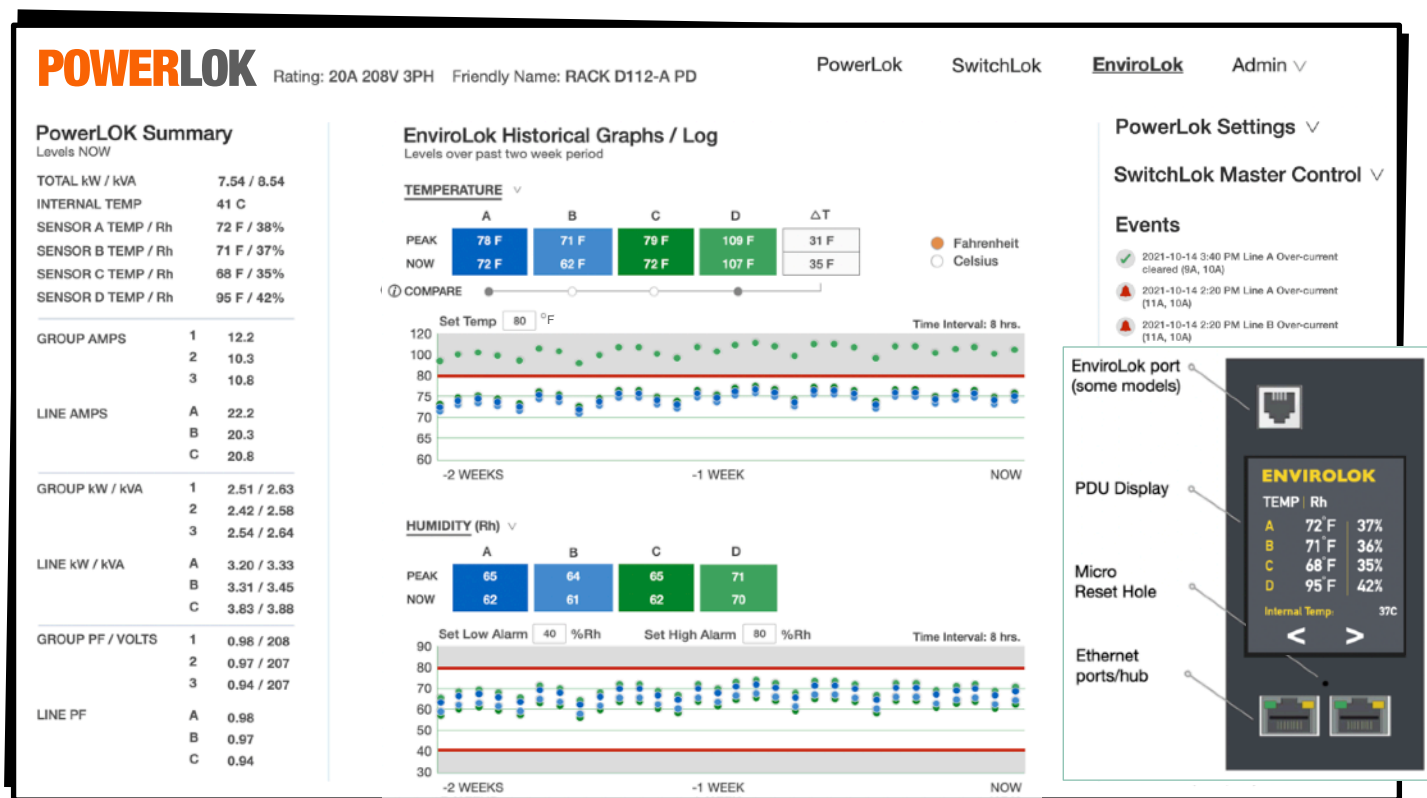 POWERLOK Rating: 20A 208V 3PH Friendly Name: RACK D112-A PD
PowerLok SwitchLok EnviroLok Admin
PowerLOK Summary
Levels NOW
TOTAL kW / kVA 7.54 / 8.54
INTERNAL TEMP 41 C
SENSOR A TEMP / Rh 72 F / 38%
SENSOR B TEMP / Rh 71 F / 37%
SENSOR C TEMP / Rh 68 F / 35%
SENSOR D TEMP / Rh 95 F / 42%
GROUP AMPS 1 12.2
2 10.3
3 10.8
LINE AMPS A 22.2
B 20.3
C 20.8
GROUP kW / kVA 1 2.51 / 2.63
2 2.42 / 2.58
3 2.54 / 2.64
LINE kW / kVA A 3.20 / 3.33
B 3.31 / 3.45
C 3.83 / 3.88
GROUP PF / VOLTS 1 0.98 / 208
2 0.97 / 207
3 0.94 / 207
LINE PF A 0.98
B 0.97
C 0.94
EnviroLok Historical Graphs / Log
Levels over past two week period
TEMPERATURE
A B C D △T
PEAK 78 F 71 F 79 F 109 F 31 F
NOW 72 F 62 F 72 F 107 F 35 F
i COMPARE
Fahrenheit
Celsius
Set Temp 80 °F
Time Interval: 8 hrs.
120
100
80
75
70
65
60
-2 WEEKS -1 WEEK NOW
HUMIDITY (Rh)
A B C D
PEAK 65 64 65 71
NOW 62 61 62 70
Set Low Alarm 40 %Rh Set High Alarm 80 %Rh Time Interval: 8 hrs.
90
80
70
60
50
40
30
-2 WEEKS -1 WEEK NOW
PowerLok Settings
SwitchLok Master Control
Events
2021-10-14 3:40 PM Line A Over-current
cleared (9A, 10A)
2021-10-14 2:20 PM Line A Over-current
(11A, 10A)
2021-10-14 2:20 PM Line B Over-current
(11A, 10A)
EnviroLok port
(some models)
PDU Display
Micro
Reset Hole
Ethernet
ports/hub
ENVIROLOK
TEMP | Rh
A 72°F 37%
B 71°F 36%
C 68°F 35%
D 95°F 42%
Internal Temp: 37C
< >